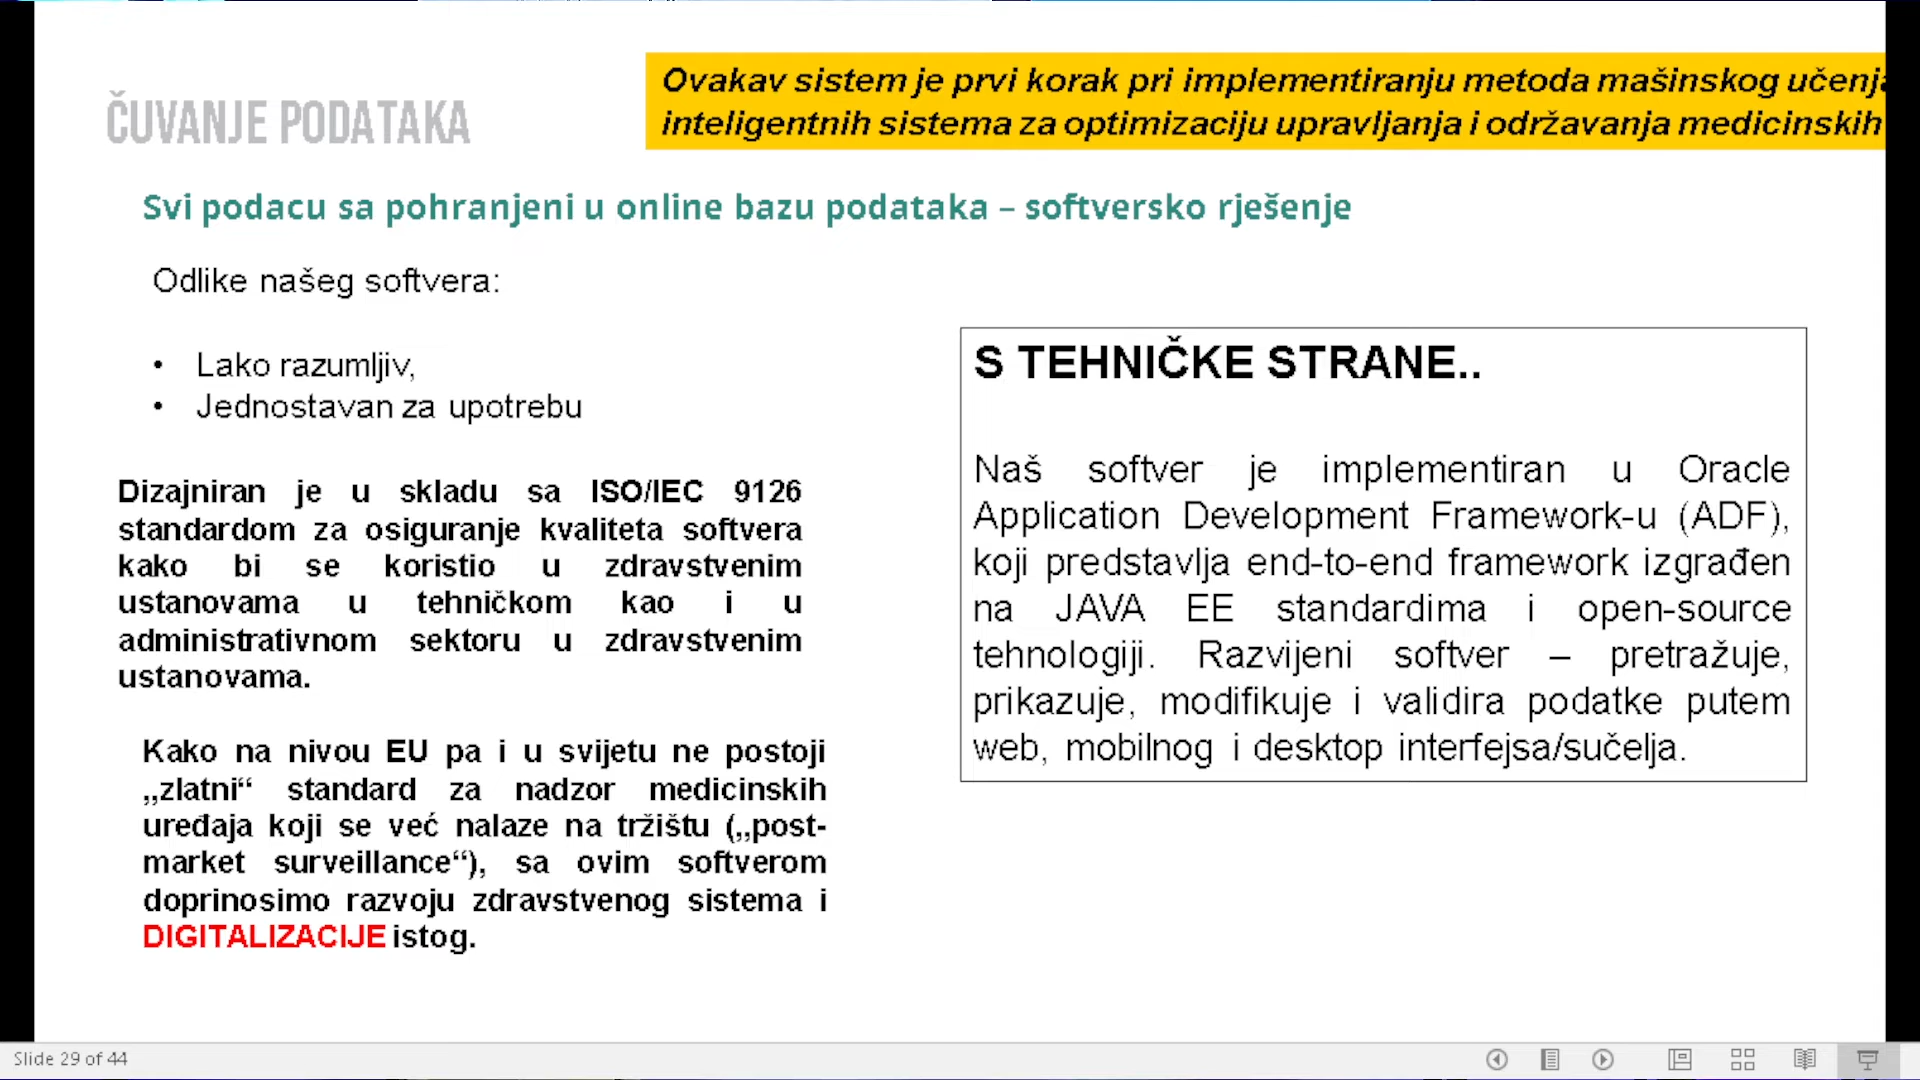 ČUVANJE PODATAKA
Ovakav sistem je prvi korak pri implementiranju metoda mašinskog
inteligentnih sistema za optimizaciju upravljanja i održavanja medicinskih
Svi podacu sa pohranjeni u online bazu podataka – softversko rješenje
Odlike našeg softvera:
• Lako razumljiv,
• Jednostavan za upotrebu
Dizajniran je u skladu sa ISO/IEC 9126
standardom za osiguranje kvaliteta softvera
kako bi se koristio u zdravstvenim
ustanovama u tehničkom kao i u
administrativnom sektoru u zdravstvenim
ustanovama.
Kako na nivou EU pa i u svijetu ne postoji
„zlatni“ standard za nadzor medicinskih
uređaja koji se već nalaze na tržištu („post-
market surveillance“), sa ovim softverom
doprinosimo razvoju zdravstvenog sistema i
DIGITALIZACIJE istog.
S TEHNIČKE STRANE..
Naš softver je implementiran u Oracle
Application Development Framework-u (ADF),
koji predstavlja end-to-end framework izgrađen
na JAVA EE standardima i open-source
tehnologiji. Razvijeni softver – pretražuje,
prikazuje, modifikuje i validira podatke putem
web, mobilnog i desktop interfejsa/sučelja.
Slide 29 of 44